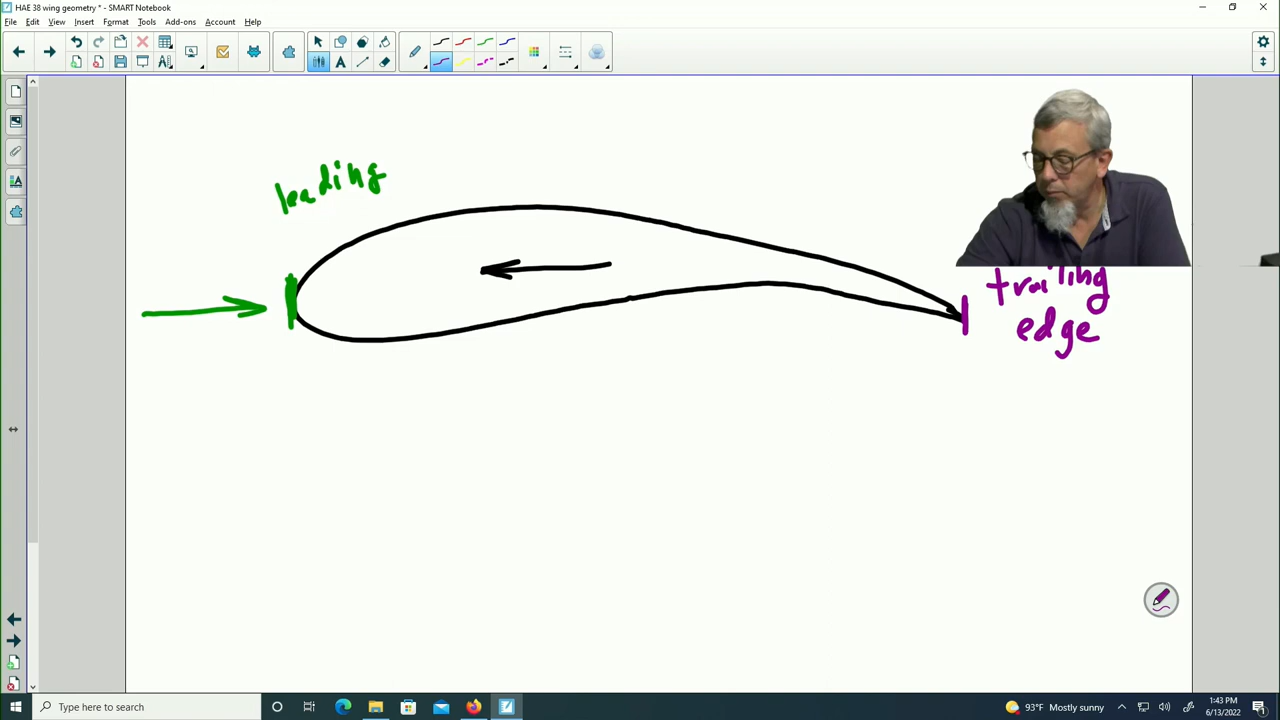 HAE 38 wing geometry * - SMART Notebook
File Edit View Insert Format Tools Add-ons Account Help
leading
trailing
edge
Type here to search
93°F Mostly sunny
1:43 PM
6/13/2022